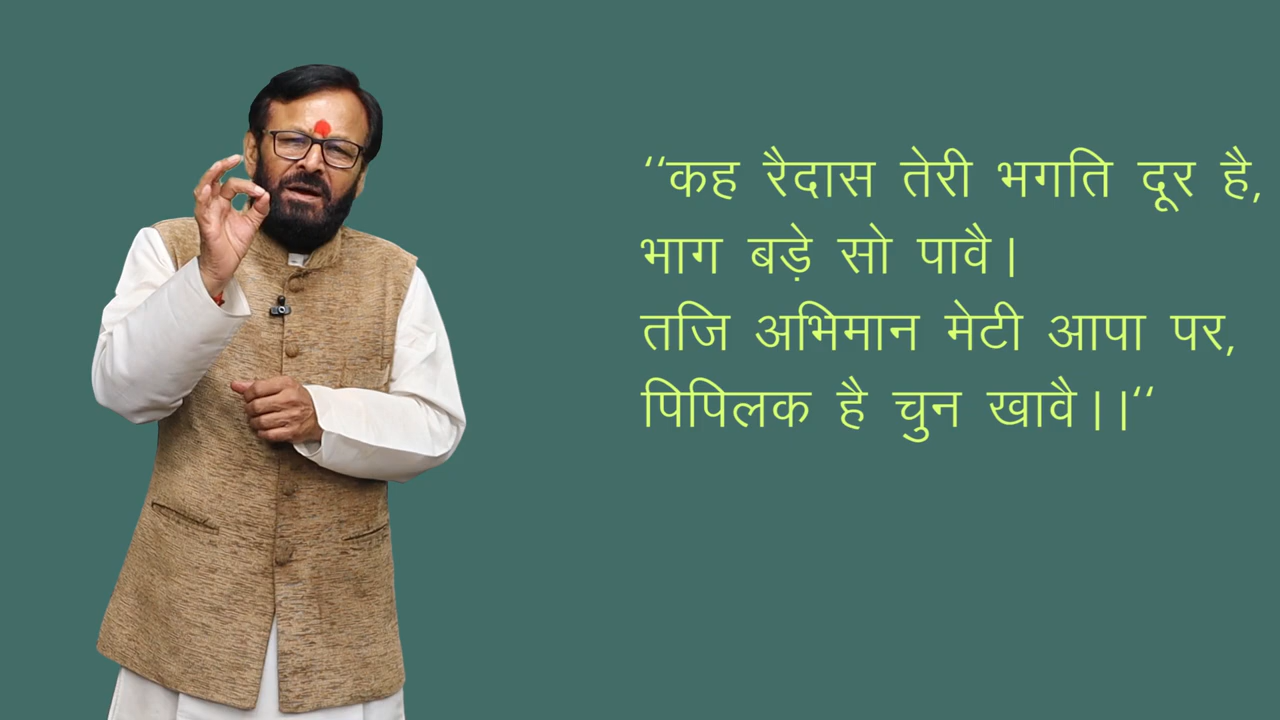 ‘‘कह रैदास तेरी भगति दूर है,
भाग बड़े सो पावै।
तजि अभिमान मेटी आपा पर,
पिपिलक है चुन खावै।।‘‘